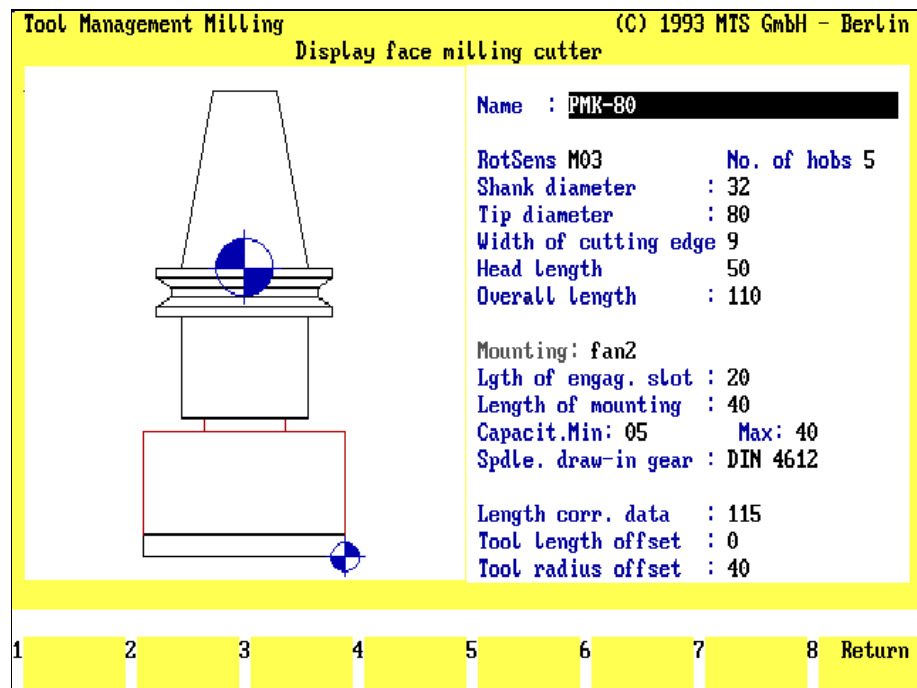 Tool Management Milling (C) 1993 MTS GmbH - Berlin
Display face milling cutter
Name : PMK-80
RotSens M03 No. of hobs 5
Shank diameter : 32
Tip diameter : 80
Width of cutting edge 9
Head length 50
Overall length : 110
Mounting: fan2
Lgth of engag. slot : 20
Length of mounting : 40
Capacit.Min: 05 Max: 40
Spdle. draw-in gear : DIN 4612
Length corr. data : 115
Tool length offset : 0
Tool radius offset : 40
1 2 3 4 5 6 7 8 Return